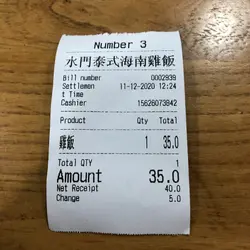 Number 3
水門泰式海南雞飯
Bill number 0002939
Settlemen 11-12-2020 12:24
t Time
Cashier 15626073842
Product Qty Total
雞飯 1 35.0
Total QTY 1
Amount 35.0
Net Receipt 40.0
Change 5.0